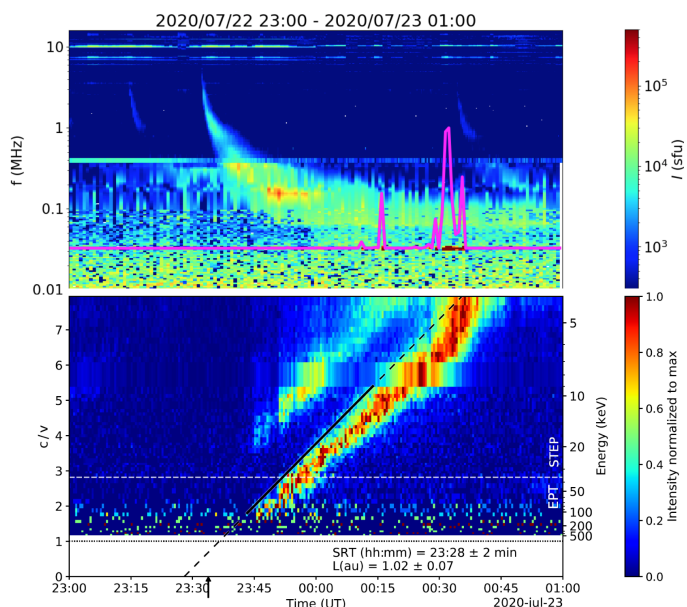 2020/07/22 23:00 - 2020/07/23 01:00
10
1
0.1
0.01
f (MHz)
10⁵
10⁴
10³
I (sfu)
7
6
5
4
3
2
1
0
c/v
5
10
20
50
100
200
500
Energy (keV)
STEP
EPT
SRT (hh:mm) = 23:28 ± 2 min
L(au) = 1.02 ± 0.07
1.0
0.8
0.6
0.4
0.2
0.0
Intensity normalized to max
23:00 23:15 23:30 23:45 00:00 00:15 00:30 00:45 01:00
Time (UT)
2020-jul-23